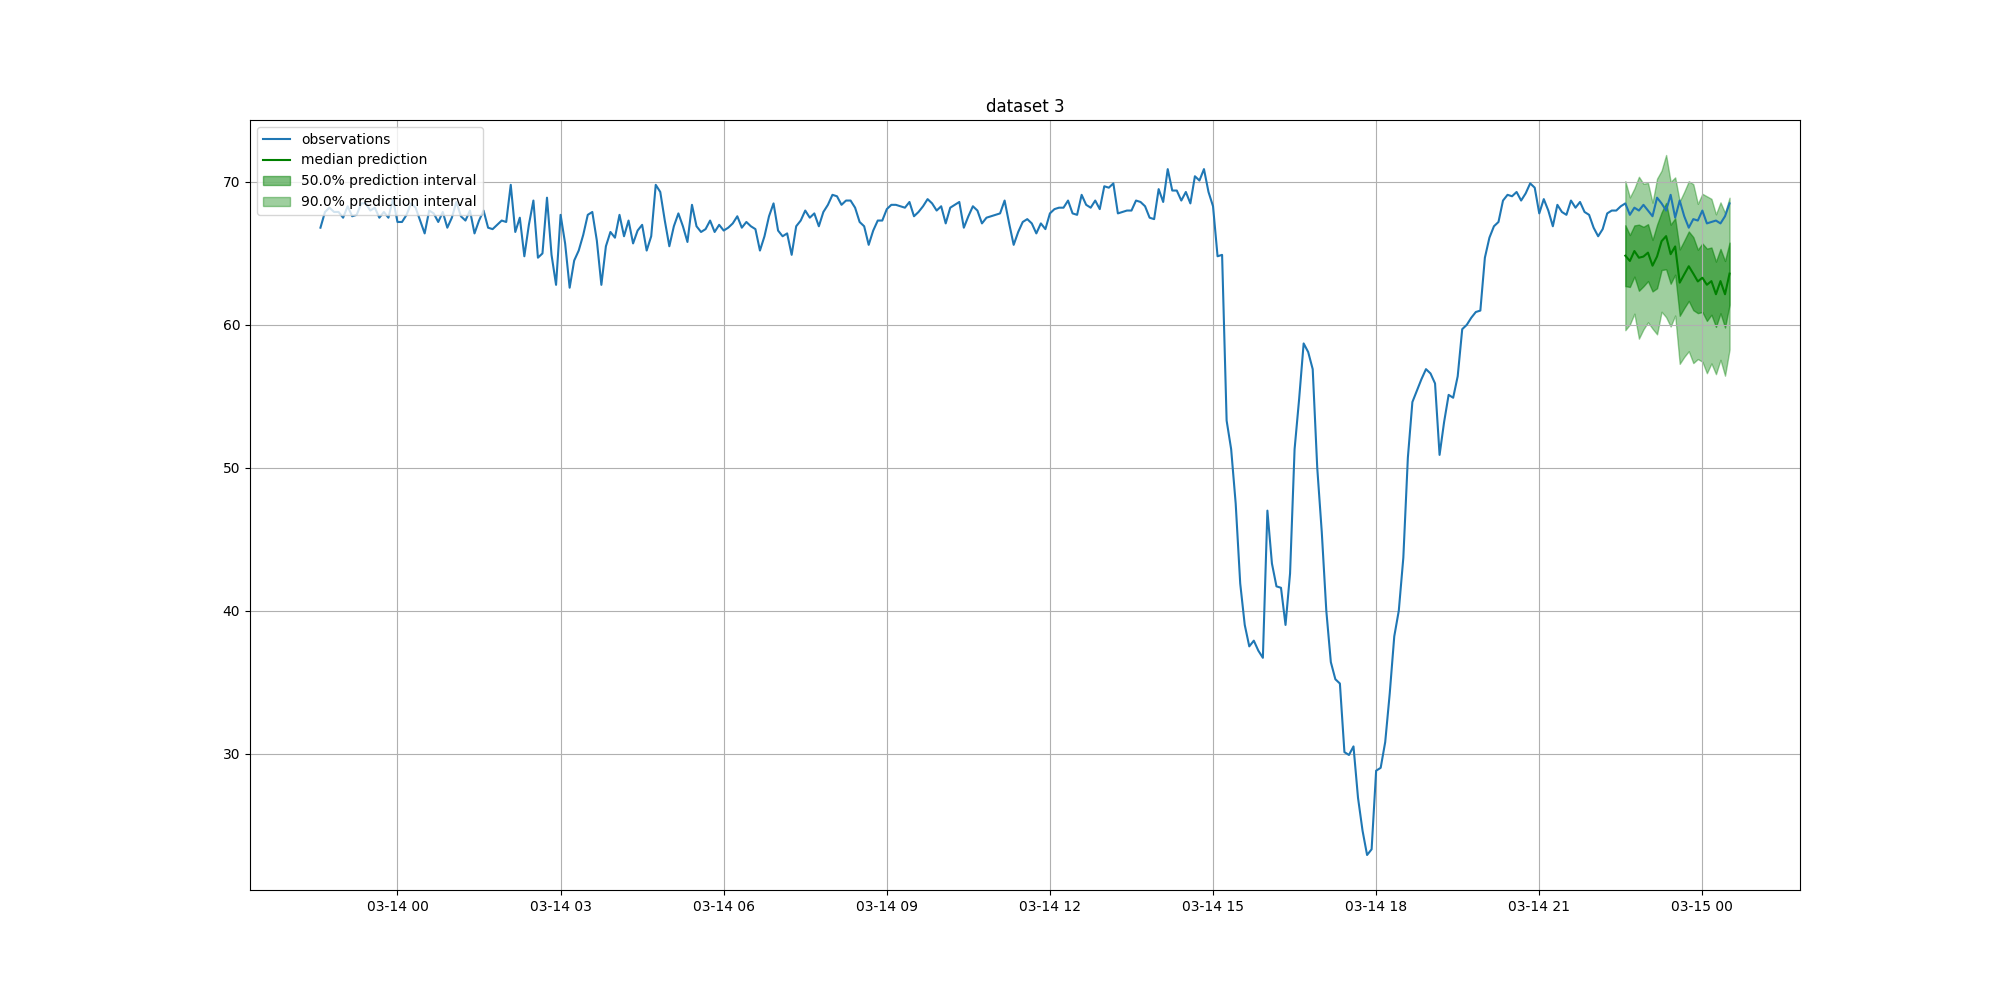 dataset 3
observations
median prediction
50.0% prediction interval
90.0% prediction interval
70
60
50
40
30
03-14 00
03-14 03
03-14 06
03-14 09
03-14 12
03-14 15
03-14 18
03-14 21
03-15 00